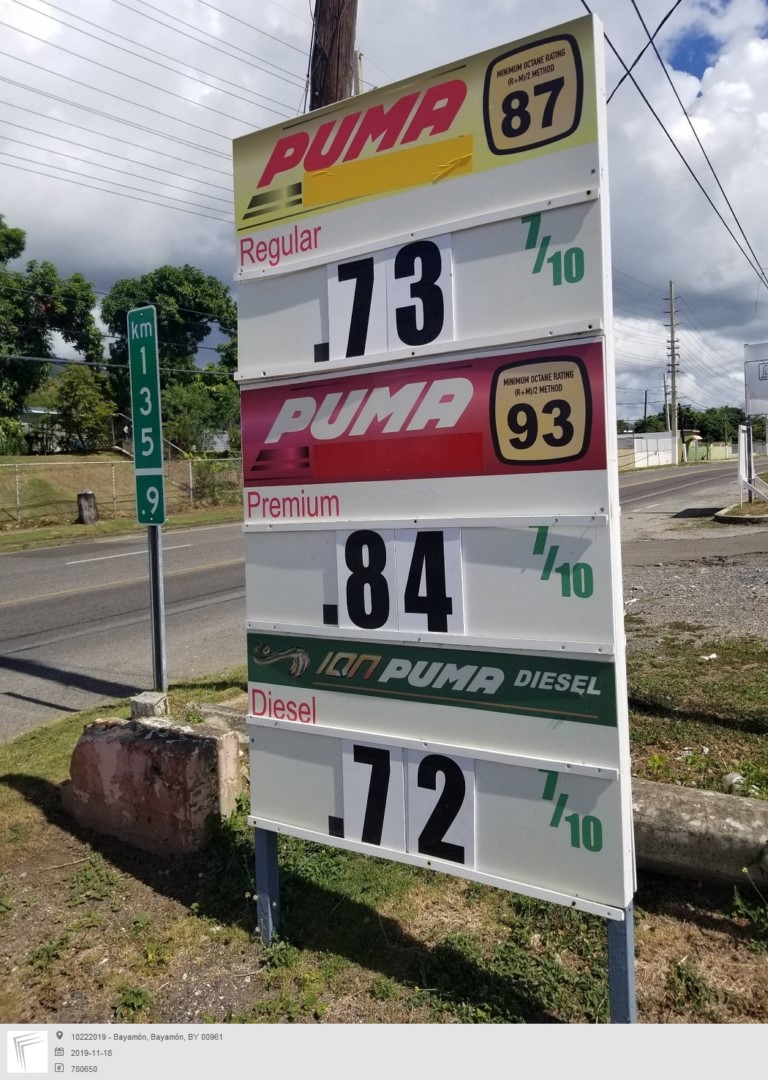 PUMA
MINIMUM OCTANE RATING
(R+M)/2 METHOD
87
Regular
.73 7/10
km
135
.9
PUMA
MINIMUM OCTANE RATING
(R+M)/2 METHOD
93
Premium
.84 7/10
ION PUMA DIESEL
Diesel
.72 7/10
10222019 - Bayamón, Bayamón, BY 00961
2019-11-18
780650